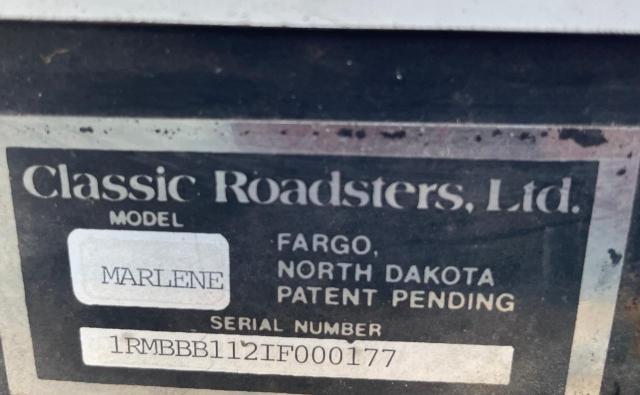 Classic Roadsters, Ltd.
MODEL
MARLENE
FARGO,
NORTH DAKOTA
PATENT PENDING
SERIAL NUMBER
1RMBBB112IF000177